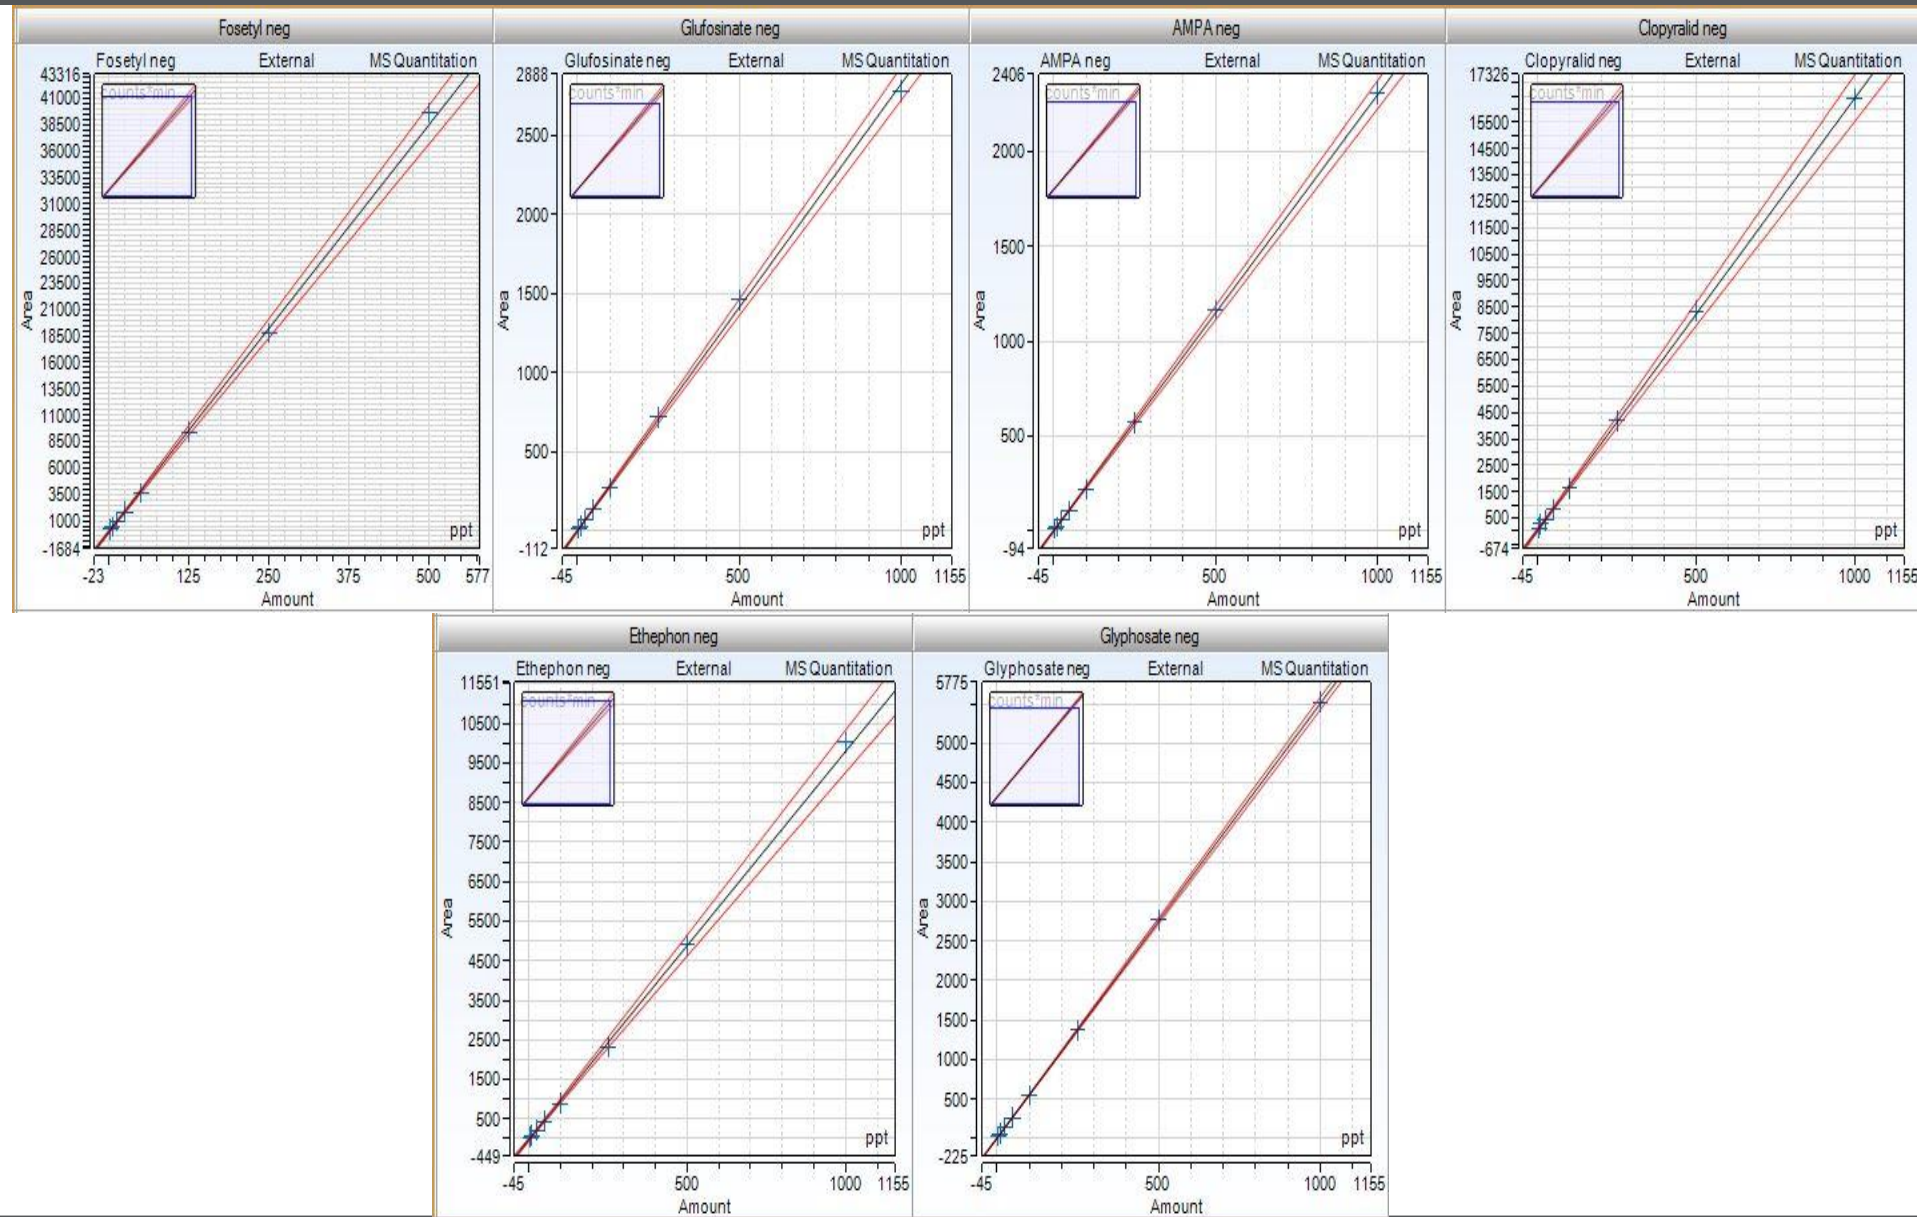 Fosetyl neg
Glufosinate neg
AMPA neg
Clopyralid neg
Fosetyl neg External MS Quantitation
43316
41000
38500
36000
33500
31000
28500
26000
23500
21000
18500
16000
13500
11000
8500
6000
3500
1000
-1684
Area
counts*min
ppt
-23 125 250 375 500 577
Amount
Glufosinate neg External MS Quantitation
2888
2500
2000
1500
1000
500
-112
Area
counts*min
ppt
-45 500 1000 1155
Amount
AMPA neg External MS Quantitation
2406
2000
1500
1000
500
-94
Area
counts*min
ppt
-45 500 1000 1155
Amount
Clopyralid neg External MS Quantitation
17326
15500
14500
13500
12500
11500
10500
9500
8500
7500
6500
5500
4500
3500
2500
1500
500
-674
Area
counts*min
ppt
-45 500 1000 1155
Amount
Ethephon neg
Glyphosate neg
Ethephon neg External MS Quantitation
11551
10500
9500
8500
7500
6500
5500
4500
3500
2500
1500
500
-449
Area
counts*min
ppt
-45 500 1000 1155
Amount
Glyphosate neg External MS Quantitation
5775
5000
4500
4000
3500
3000
2500
2000
1500
1000
500
-225
Area
counts*min
ppt
-45 500 1000 1155
Amount